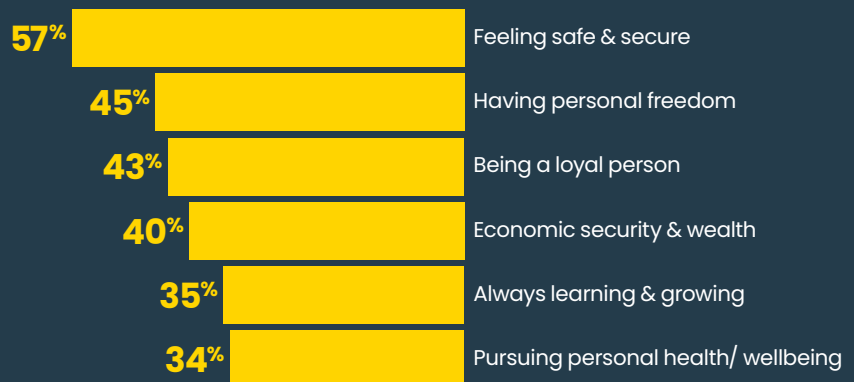 57% Feeling safe & secure
45% Having personal freedom
43% Being a loyal person
40% Economic security & wealth
35% Always learning & growing
34% Pursuing personal health/ wellbeing